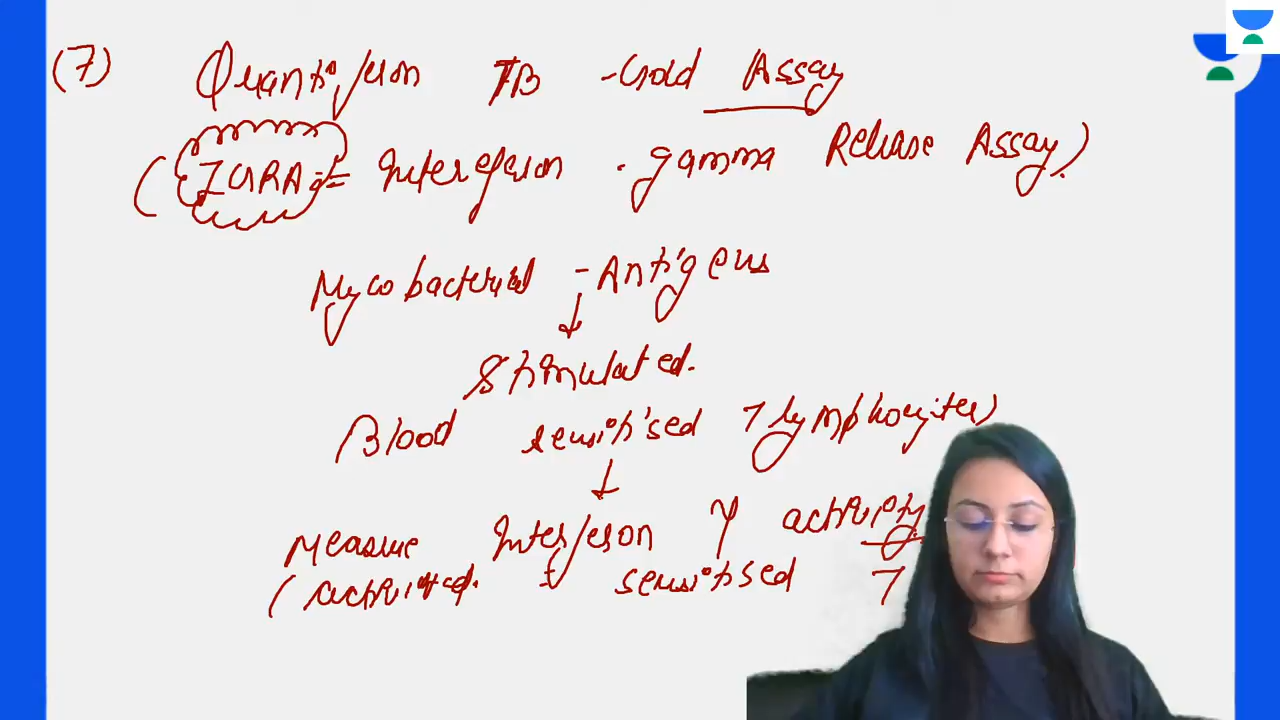 (7) Quantiferon TB - Gold Assay
( IGRA = Interferon . gamma Release Assay )
Mycobacterial - Antigens
↓
stimulated.
Blood sensitised T lymphocytes)
↓
Measure Interferon γ activity
( activated. + sensitised T